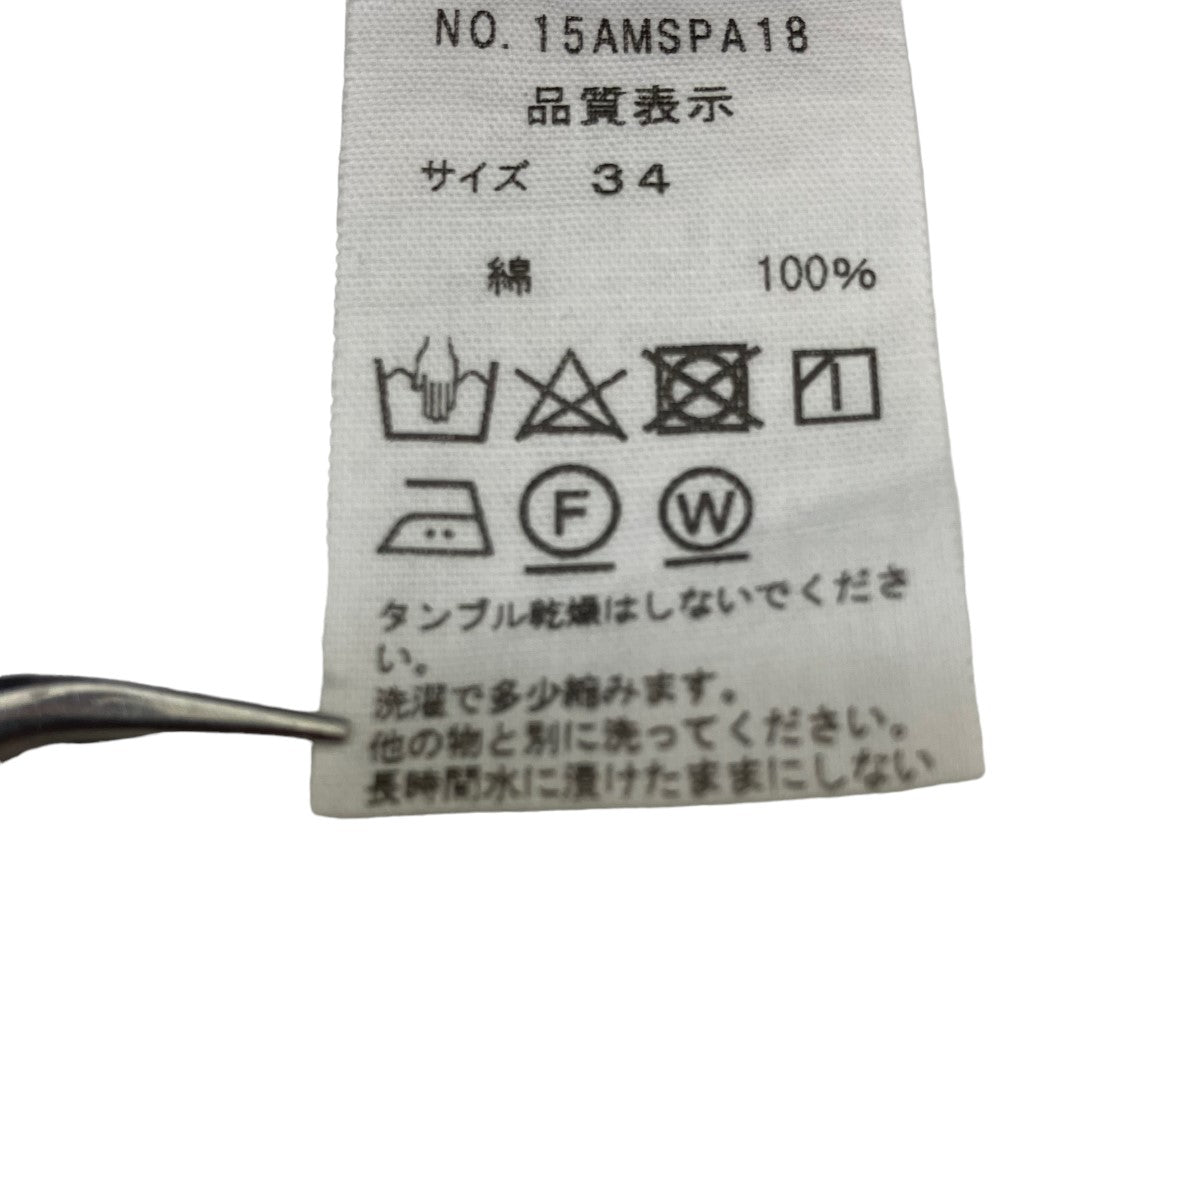 NO. 15AMSPA18
品質表示
サイズ 34
綿 100%
F W
タンブル乾燥はしないでくださ
い。
洗濯で多少縮みます。
他の物と別に洗ってください。
長時間水に漬けたままにしない